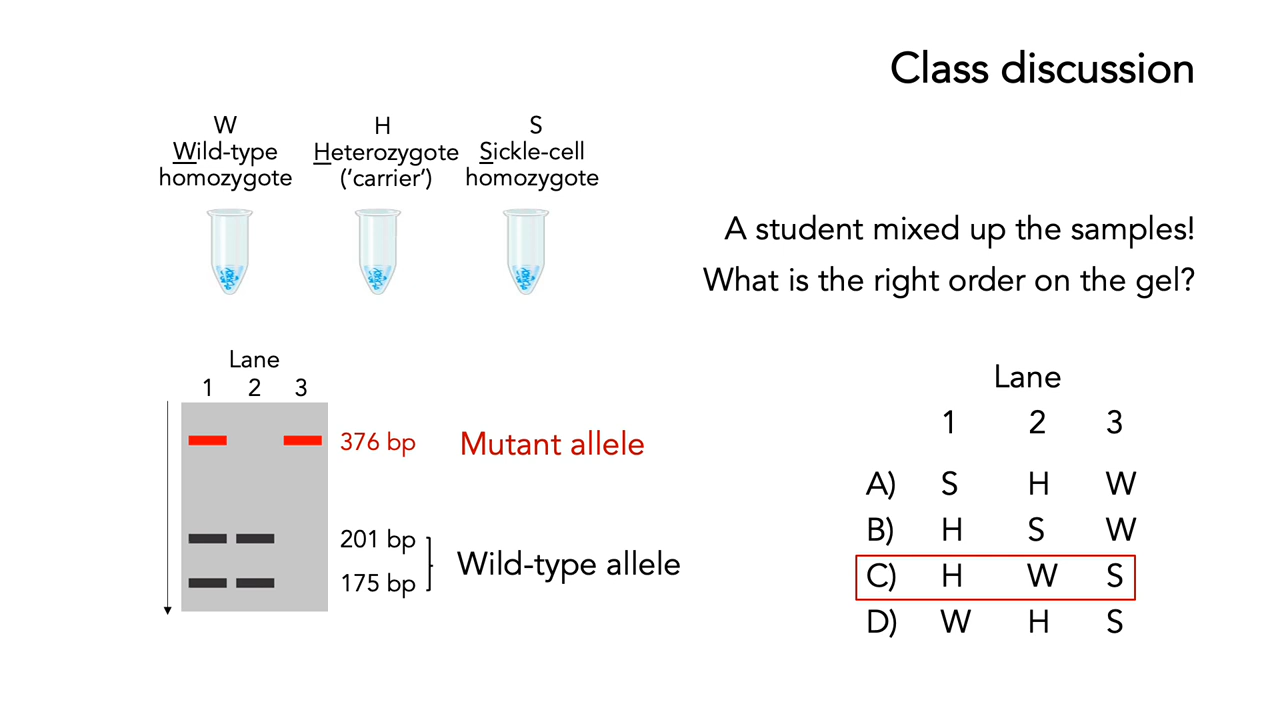 Class discussion
W
Wild-type
homozygote
H
Heterozygote
(‘carrier’)
S
Sickle-cell
homozygote
A student mixed up the samples!
What is the right order on the gel?
Lane
1 2 3
376 bp Mutant allele
201 bp
175 bp
Wild-type allele
Lane
1 2 3
A) S H W
B) H S W
C) H W S
D) W H S